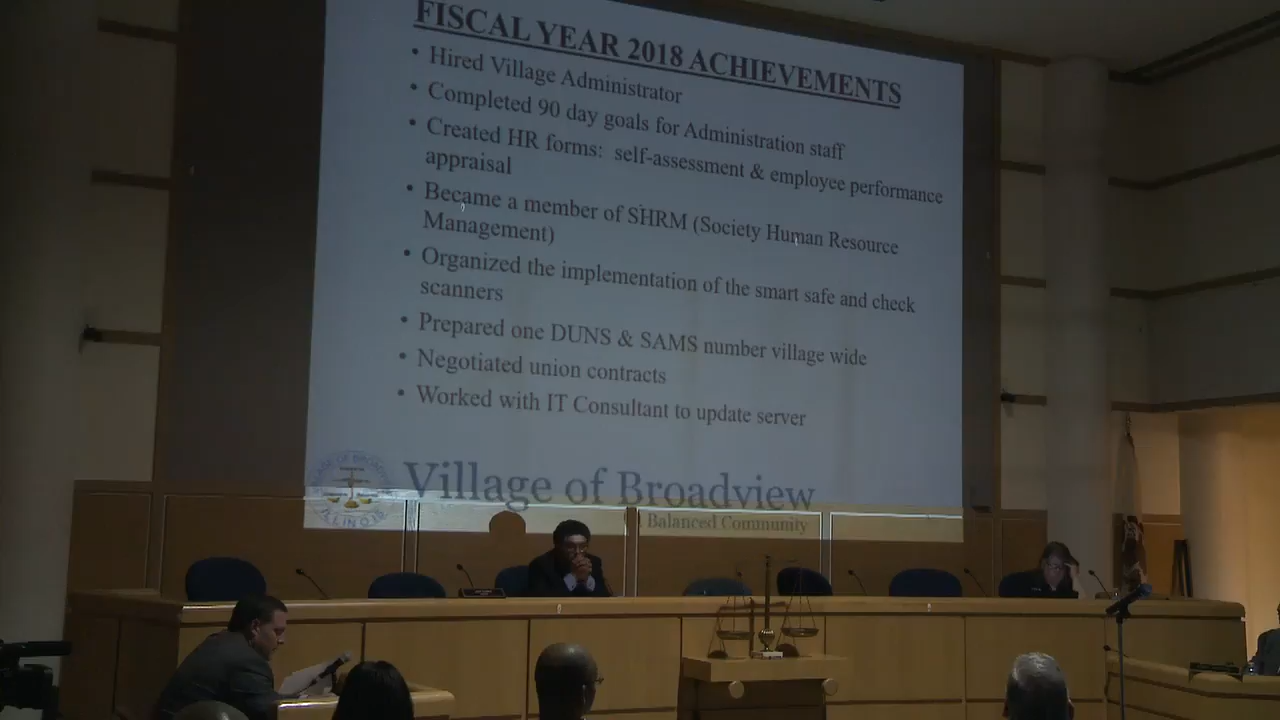 FISCAL YEAR 2018 ACHIEVEMENTS
• Hired Village Administrator
• Completed 90 day goals for Administration staff
• Created HR forms: self-assessment & employee performance
appraisal
• Became a member of SHRM (Society Human Resource
Management)
• Organized the implementation of the smart safe and check
scanners
• Prepared one DUNS & SAMS number village wide
• Negotiated union contracts
• Worked with IT Consultant to update server
Village of Broadview
Balanced Community
ILLINOIS